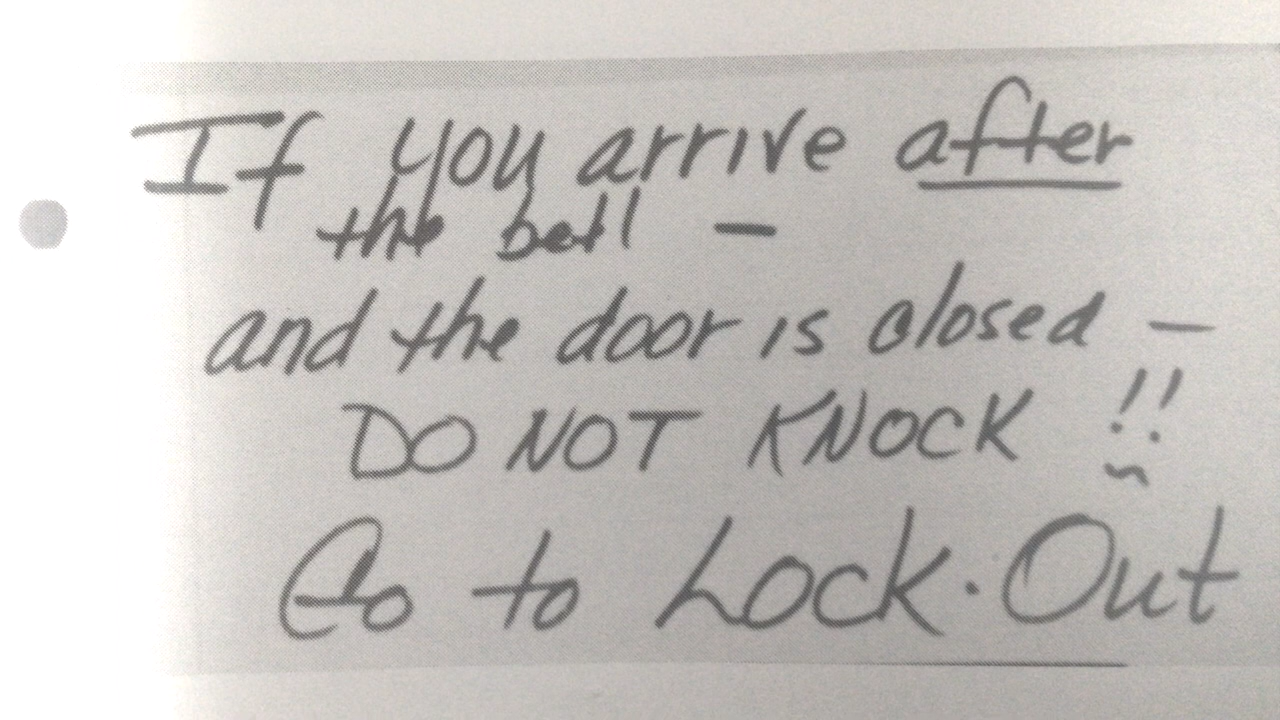 If you arrive after
the bell —
and the door is closed —
DO NOT KNOCK !!
Go to Lock.Out